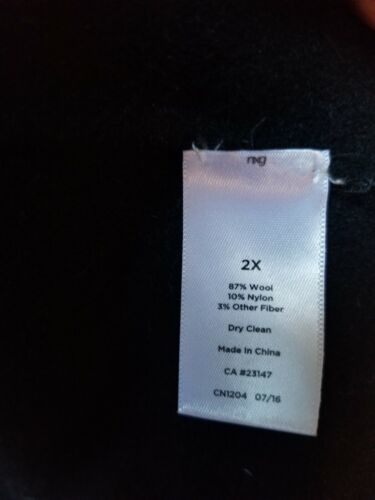 nxg
2X
87% Wool
10% Nylon
3% Other Fiber
Dry Clean
Made in China
CA #23147
CN1204 07/16